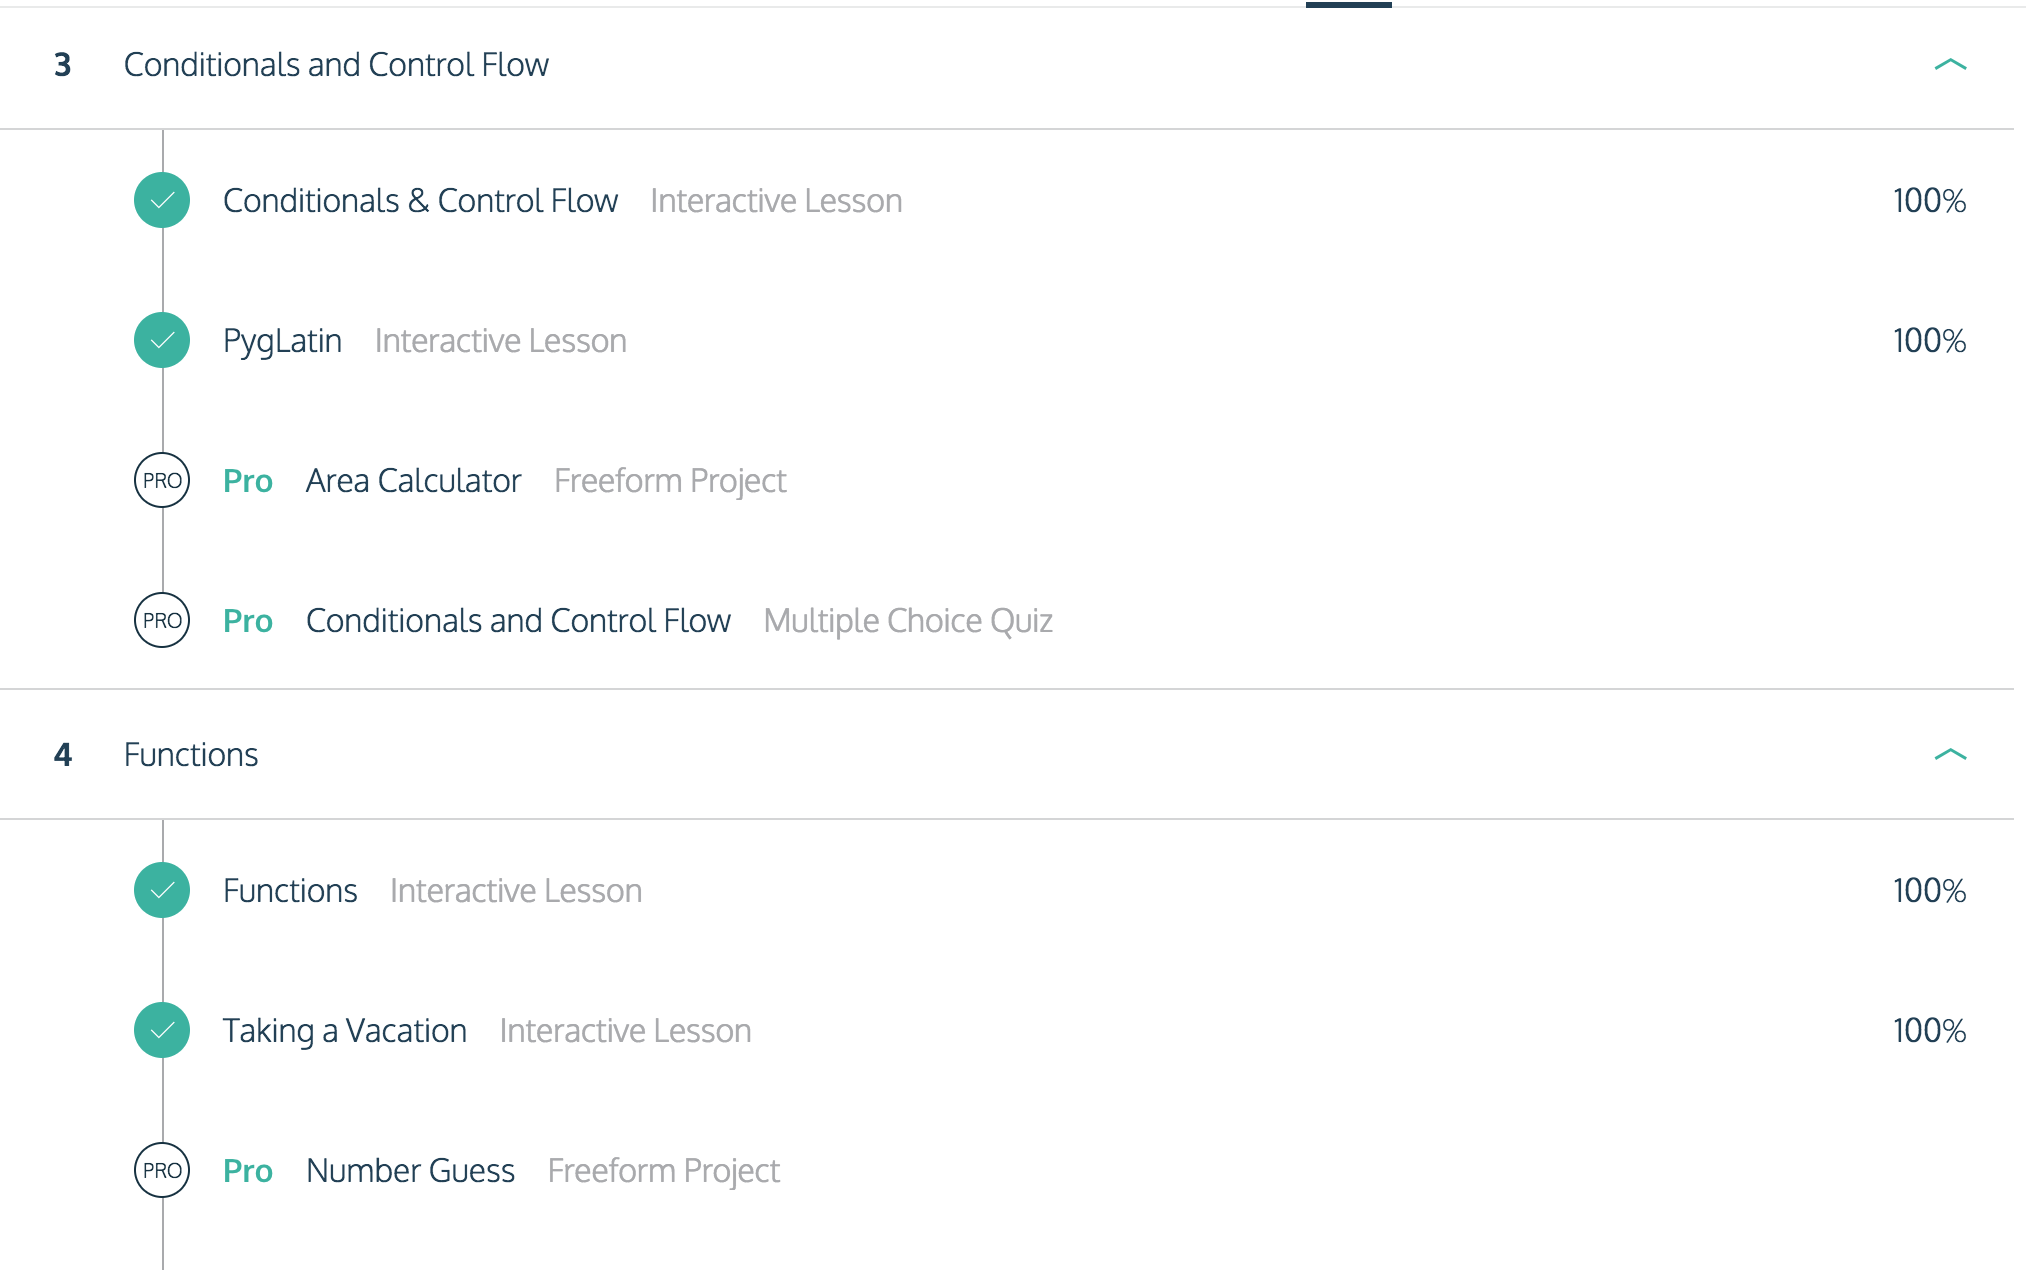 3 Conditionals and Control Flow
Conditionals & Control Flow Interactive Lesson 100%
PygLatin Interactive Lesson 100%
PRO Pro Area Calculator Freeform Project
PRO Pro Conditionals and Control Flow Multiple Choice Quiz
4 Functions
Functions Interactive Lesson 100%
Taking a Vacation Interactive Lesson 100%
PRO Pro Number Guess Freeform Project